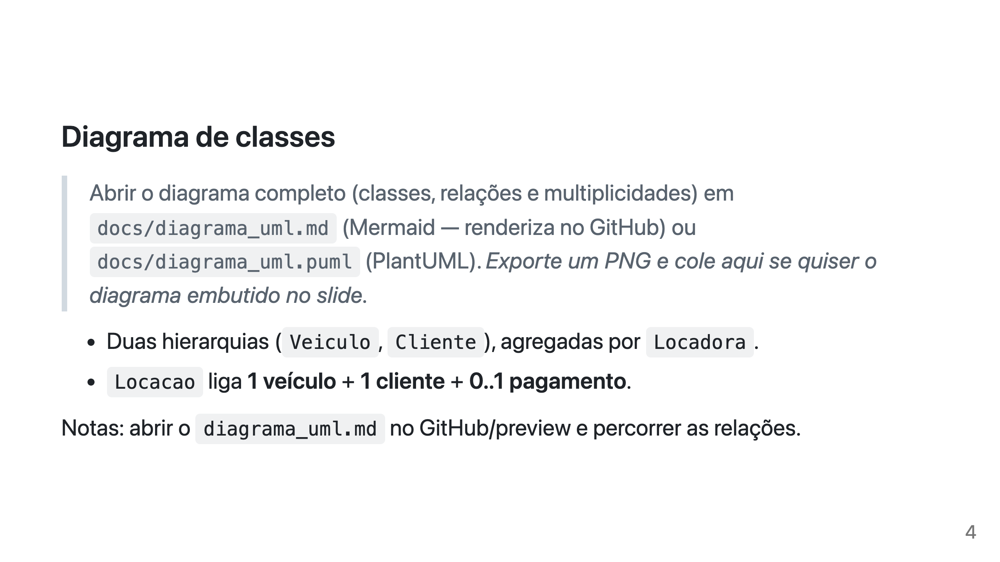 Diagrama de classes
Abrir o diagrama completo (classes, relações e multiplicidades) em
docs/diagrama_uml.md (Mermaid — renderiza no GitHub) ou
docs/diagrama_uml.puml (PlantUML). Exporte um PNG e cole aqui se quiser o
diagrama embutido no slide.
• Duas hierarquias ( Veiculo , Cliente ), agregadas por Locadora .
• Locacao liga 1 veículo + 1 cliente + 0..1 pagamento.
Notas: abrir o diagrama_uml.md no GitHub/preview e percorrer as relações.
4